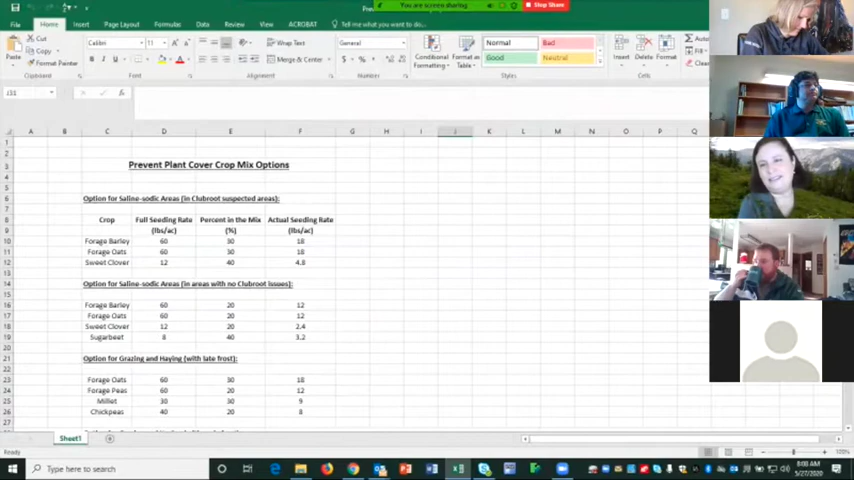 You are screen sharing Stop Share
File Home Insert Page Layout Formulas Data Review View ACROBAT Tell me what you want to do...
Cut
Copy
Format Painter
Paste
Calibri 11
Wrap Text
Merge & Center
General
Conditional Formatting
Format as Table
Normal Bad
Good Neutral
Insert Delete Format
Clipboard Font Alignment Number Styles Cells
J31
A B C D E F G H I J K L M N O P Q
Prevent Plant Cover Crop Mix Options
Option for Saline-sodic Areas (in Clubroot suspected areas):
Crop Full Seeding Rate Percent in the Mix Actual Seeding Rate
(lbs/ac) (%) (lbs/ac)
Forage Barley 60 30 18
Forage Oats 60 30 18
Sweet Clover 12 40 4.8
Option for Saline-sodic Areas (in areas with no Clubroot issues):
Forage Barley 60 20 12
Forage Oats 60 20 12
Sweet Clover 12 20 2.4
Sugarbeet 8 40 3.2
Option for Grazing and Haying (with late frost):
Forage Oats 60 30 18
Forage Peas 60 20 12
Millet 30 30 9
Chickpeas 40 20 8
Sheet1
Ready
Type here to search
8:08 AM
5/27/2020